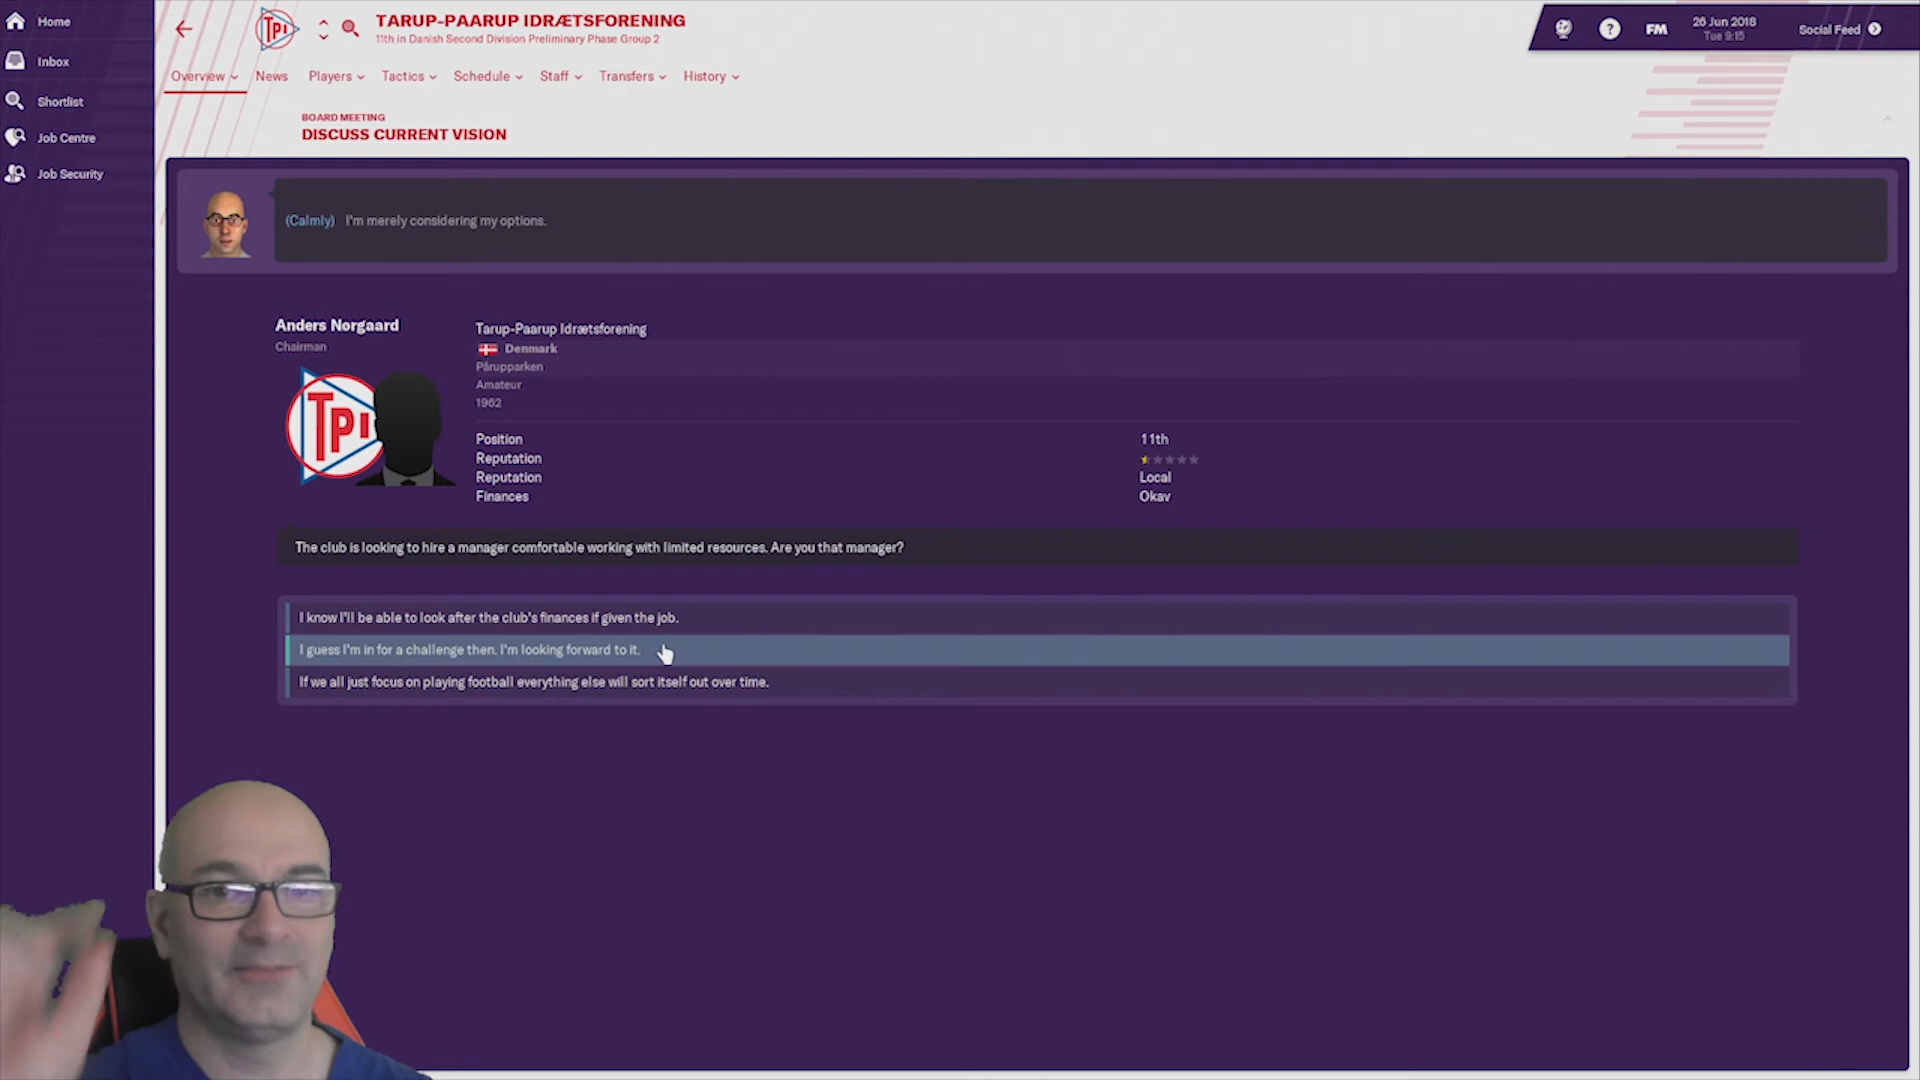 Home
Inbox
Shortlist
Job Centre
Job Security
TPI
TARUP-PAARUP IDRÆTSFORENING
11th in Danish Second Division Preliminary Phase Group 2
?
FM
26 Jun 2018
Tue 9:15
Social Feed
Overview
News
Players
Tactics
Schedule
Staff
Transfers
History
BOARD MEETING
DISCUSS CURRENT VISION
(Calmly) I'm merely considering my options.
Anders Nørgaard
Chairman
TPI
Tarup-Paarup Idrætsforening
Denmark
Pårupparken
Amateur
1962
Position 11th
Reputation
Reputation Local
Finances Okay
The club is looking to hire a manager comfortable working with limited resources. Are you that manager?
I know I'll be able to look after the club's finances if given the job.
I guess I'm in for a challenge then. I'm looking forward to it.
If we all just focus on playing football everything else will sort itself out over time.